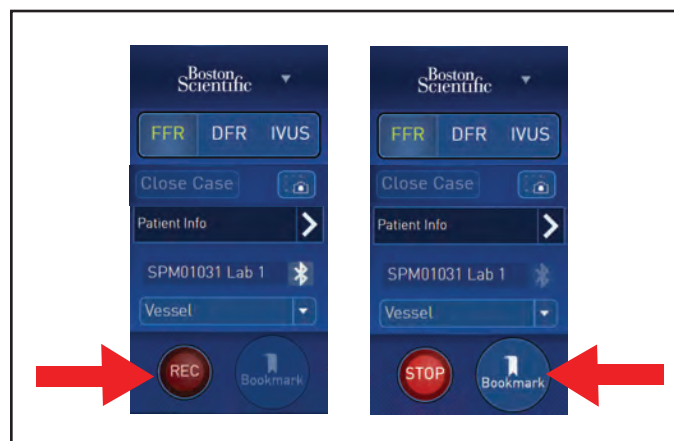 Boston
Scientific
FFR DFR IVUS
Close Case
Patient Info
SPM01031 Lab 1
Vessel
REC
Bookmark
Boston
Scientific
FFR DFR IVUS
Close Case
Patient Info
SPM01031 Lab 1
Vessel
STOP
Bookmark